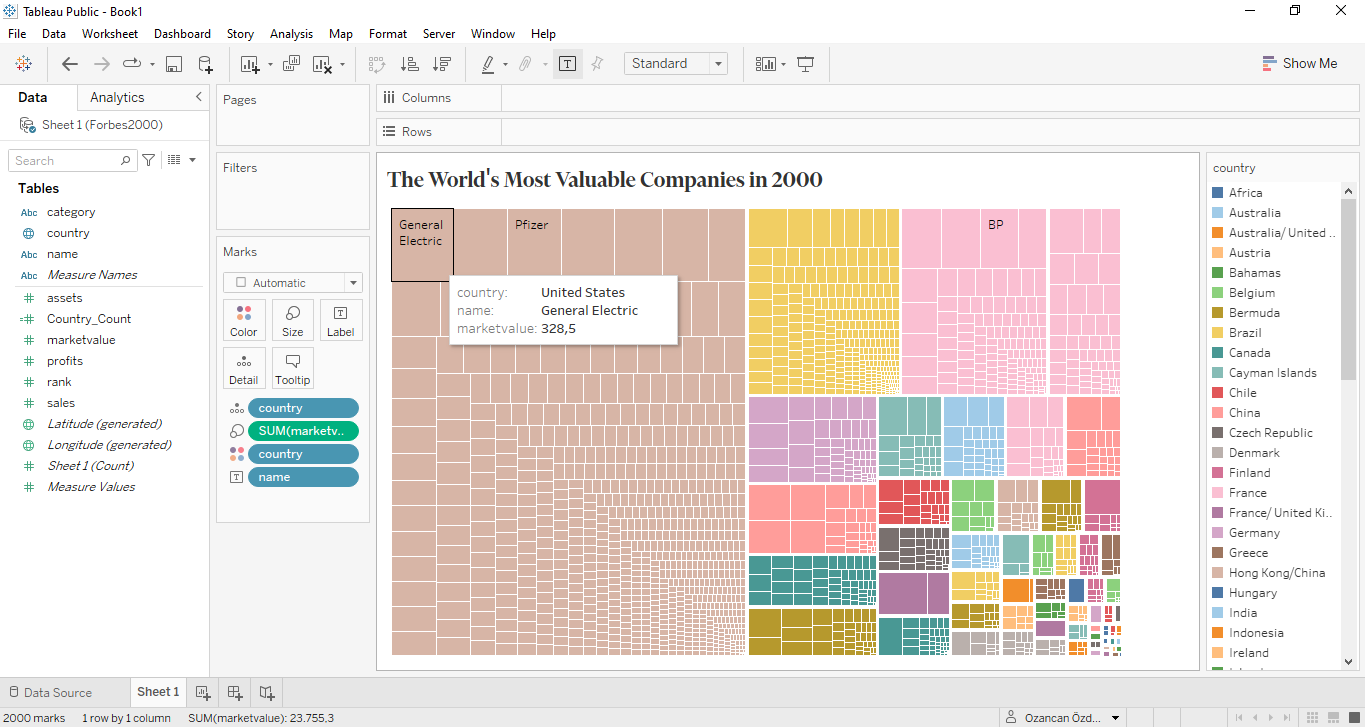 Tableau Public - Book1
File Data Worksheet Dashboard Story Analysis Map Format Server Window Help
Standard
Show Me
Data Analytics
Sheet 1 (Forbes2000)
Search
Tables
Abc category
country
Abc name
Abc Measure Names
assets
Country_Count
marketvalue
profits
rank
sales
Latitude (generated)
Longitude (generated)
Sheet 1 (Count)
Measure Values
Pages
Filters
Marks
Automatic
Color Size Label
Detail Tooltip
country
SUM(marketv..
country
name
Columns
Rows
The World's Most Valuable Companies in 2000
General
Electric
Pfizer
BP
country: United States
name: General Electric
marketvalue: 328,5
country
Africa
Australia
Australia/ United ..
Austria
Bahamas
Belgium
Bermuda
Brazil
Canada
Cayman Islands
Chile
China
Czech Republic
Denmark
Finland
France
France/ United Ki..
Germany
Greece
Hong Kong/China
Hungary
India
Indonesia
Ireland
Data Source Sheet 1
2000 marks 1 row by 1 column SUM(marketvalue): 23.755,3
Ozancan Özd...